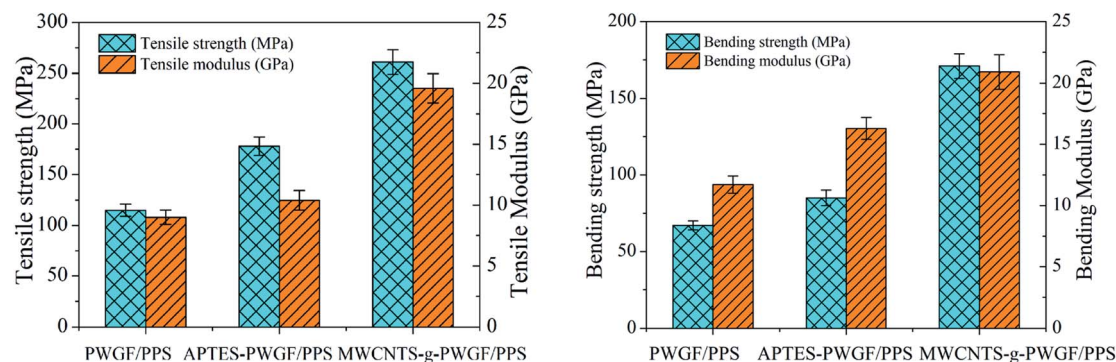 Tensile strength (MPa)
300
250
200
150
100
50
0
Tensile strength (MPa)
Tensile modulus (GPa)
25
20
15
10
5
0
Tensile Modulus (GPa)
PWGF/PPS APTES-PWGF/PPS MWCNTS-g-PWGF/PPS
Bending strength (MPa)
200
150
100
50
0
Bending strength (MPa)
Bending modulus (GPa)
25
20
15
10
5
0
Bending Modulus (GPa)
PWGF/PPS APTES-PWGF/PPS MWCNTS-g-PWGF/PPS